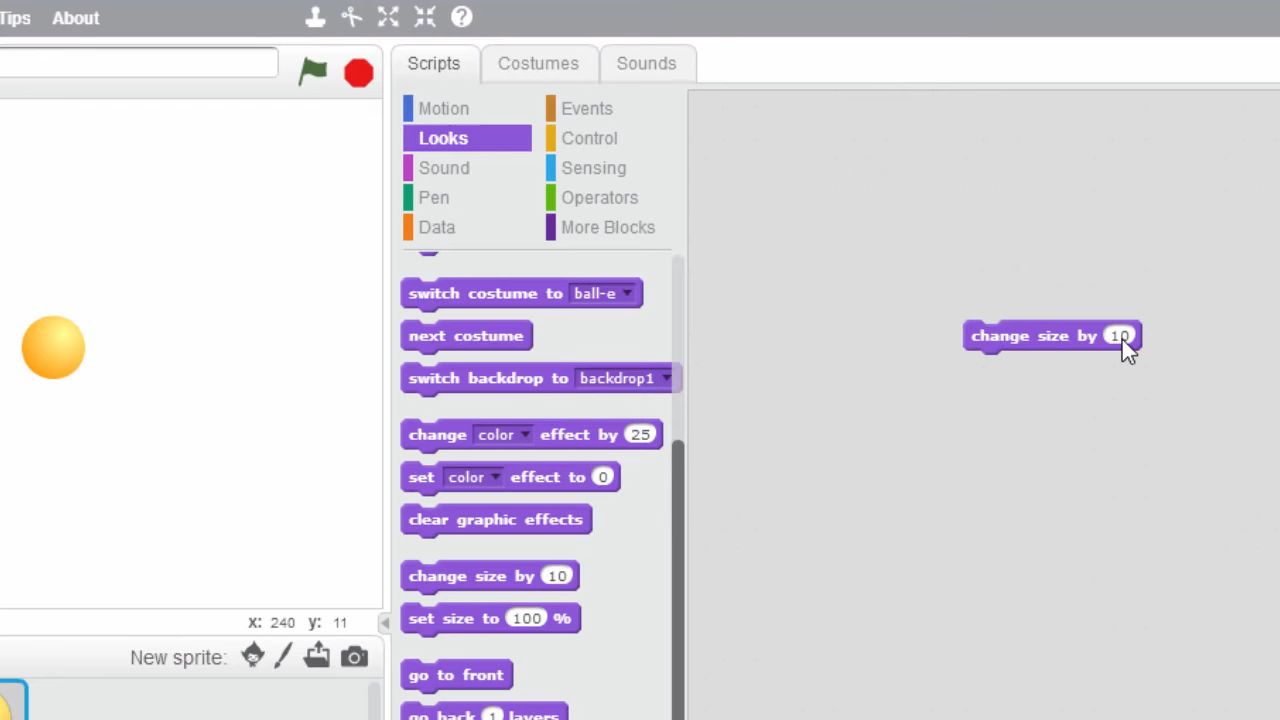 Tips About
Scripts Costumes Sounds
Motion Events
Looks Control
Sound Sensing
Pen Operators
Data More Blocks
switch costume to ball-e
next costume
change size by 10
switch backdrop to backdrop1
change color effect by 25
set color effect to 0
clear graphic effects
change size by 10
set size to 100 %
x: 240 y: 11
New sprite:
go to front
go back 1 layers